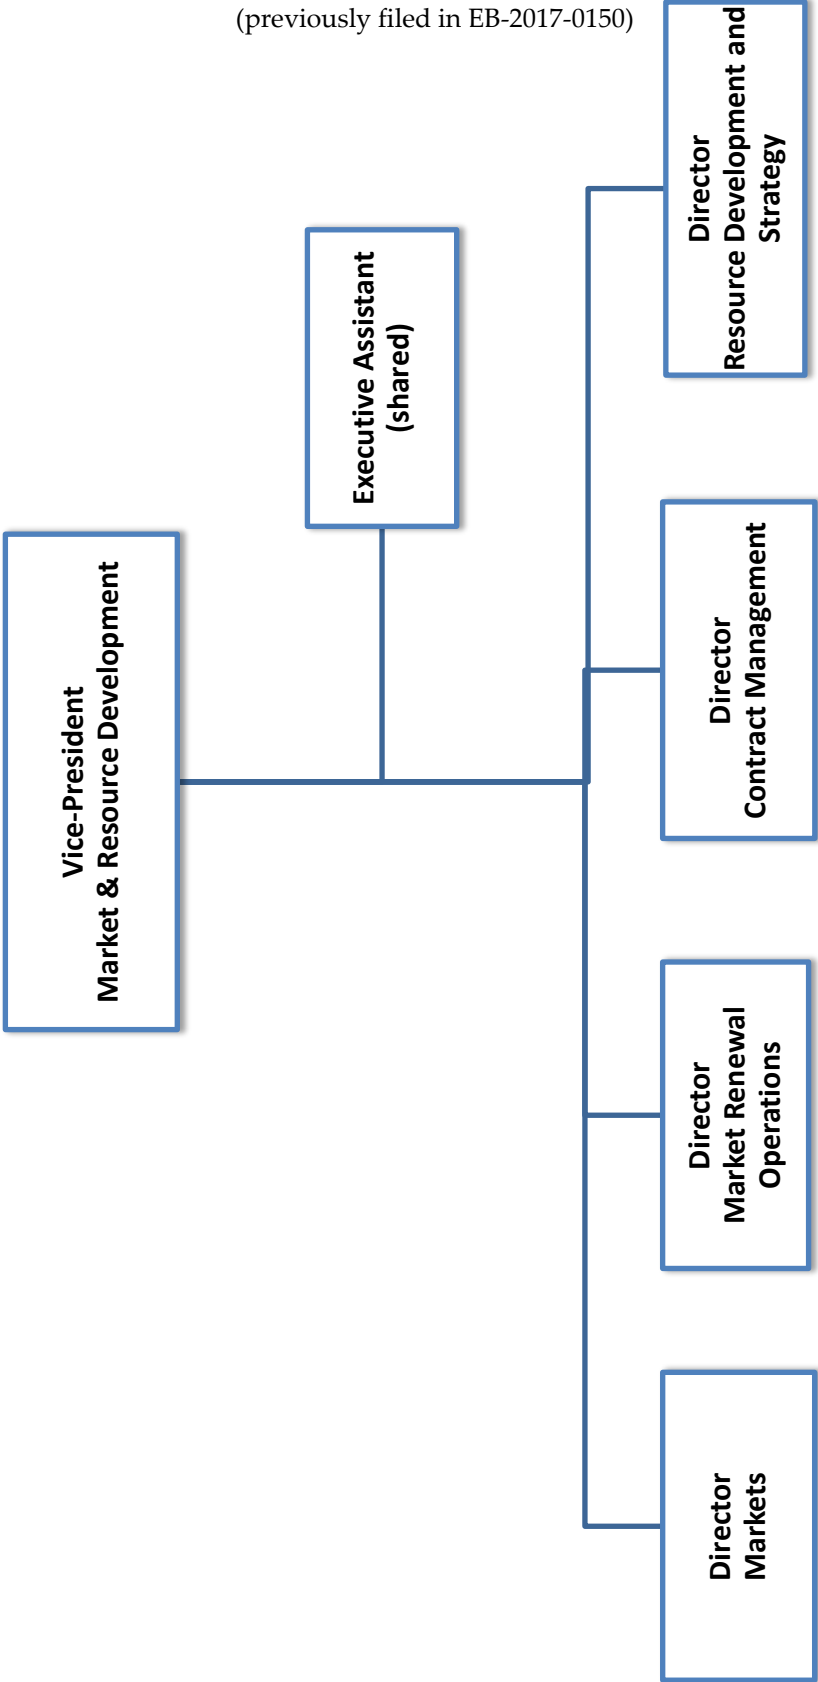 (previously filed in EB-2017-0150)
Vice-President
Market & Resource Development
Executive Assistant
(shared)
Director
Markets
Director
Market Renewal
Operations
Director
Contract Management
Director
Resource Development and
Strategy